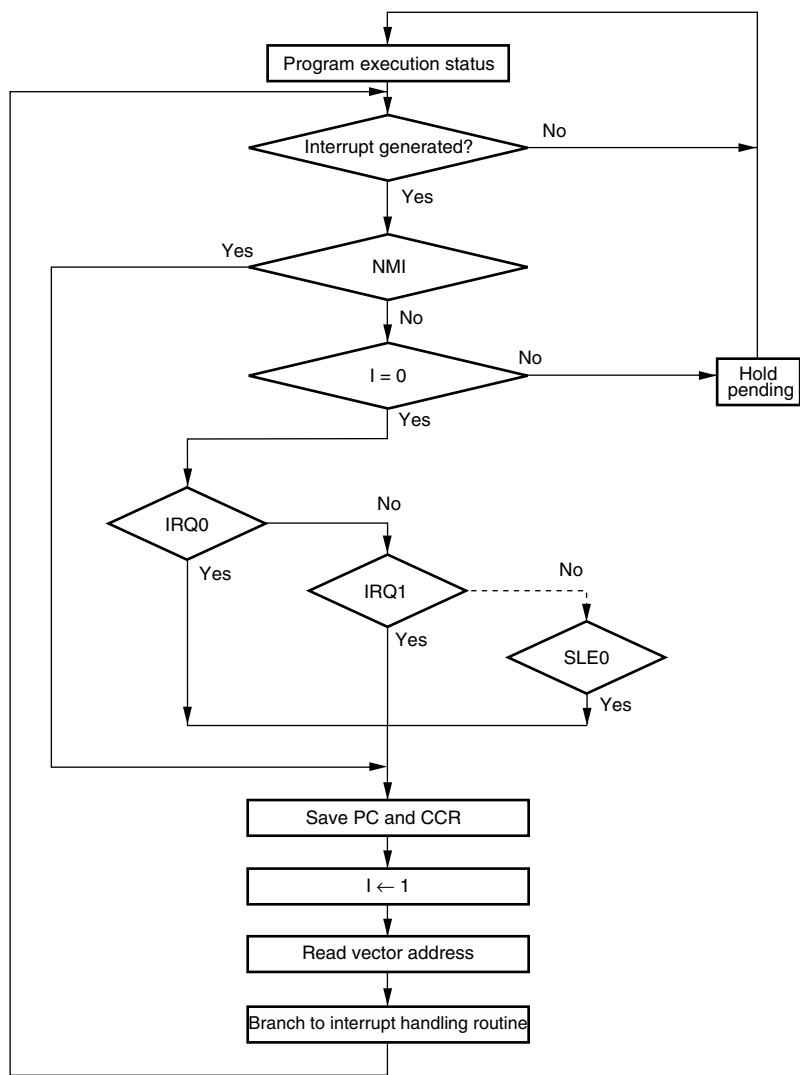 Program execution status
Interrupt generated?
No
Yes
Yes
NMI
No
I = 0
No
Hold
pending
Yes
IRQ0
No
Yes
IRQ1
No
Yes
SLE0
Yes
Save PC and CCR
I ← 1
Read vector address
Branch to interrupt handling routine